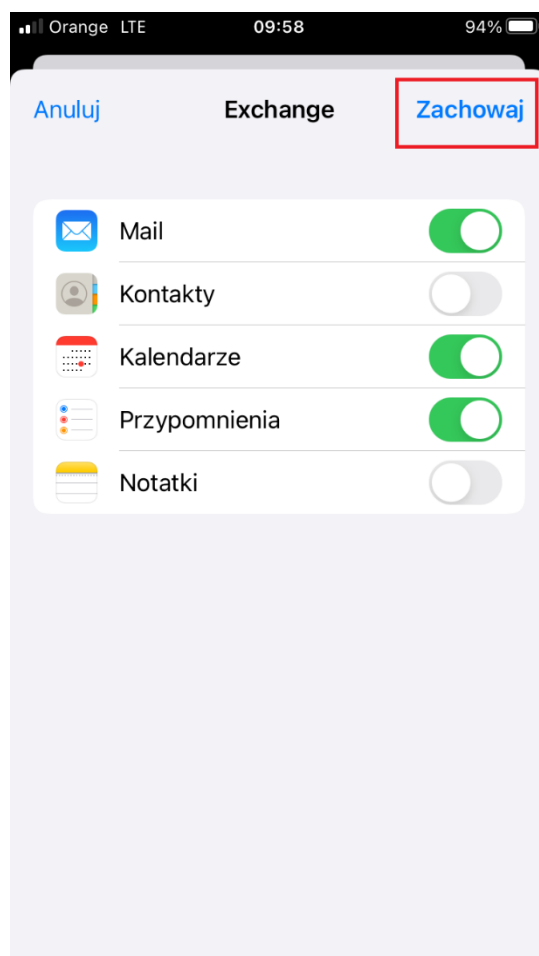 Orange LTE 09:58 94%
Anuluj Exchange Zachowaj
Mail
Kontakty
Kalendarze
Przypomnienia
Notatki